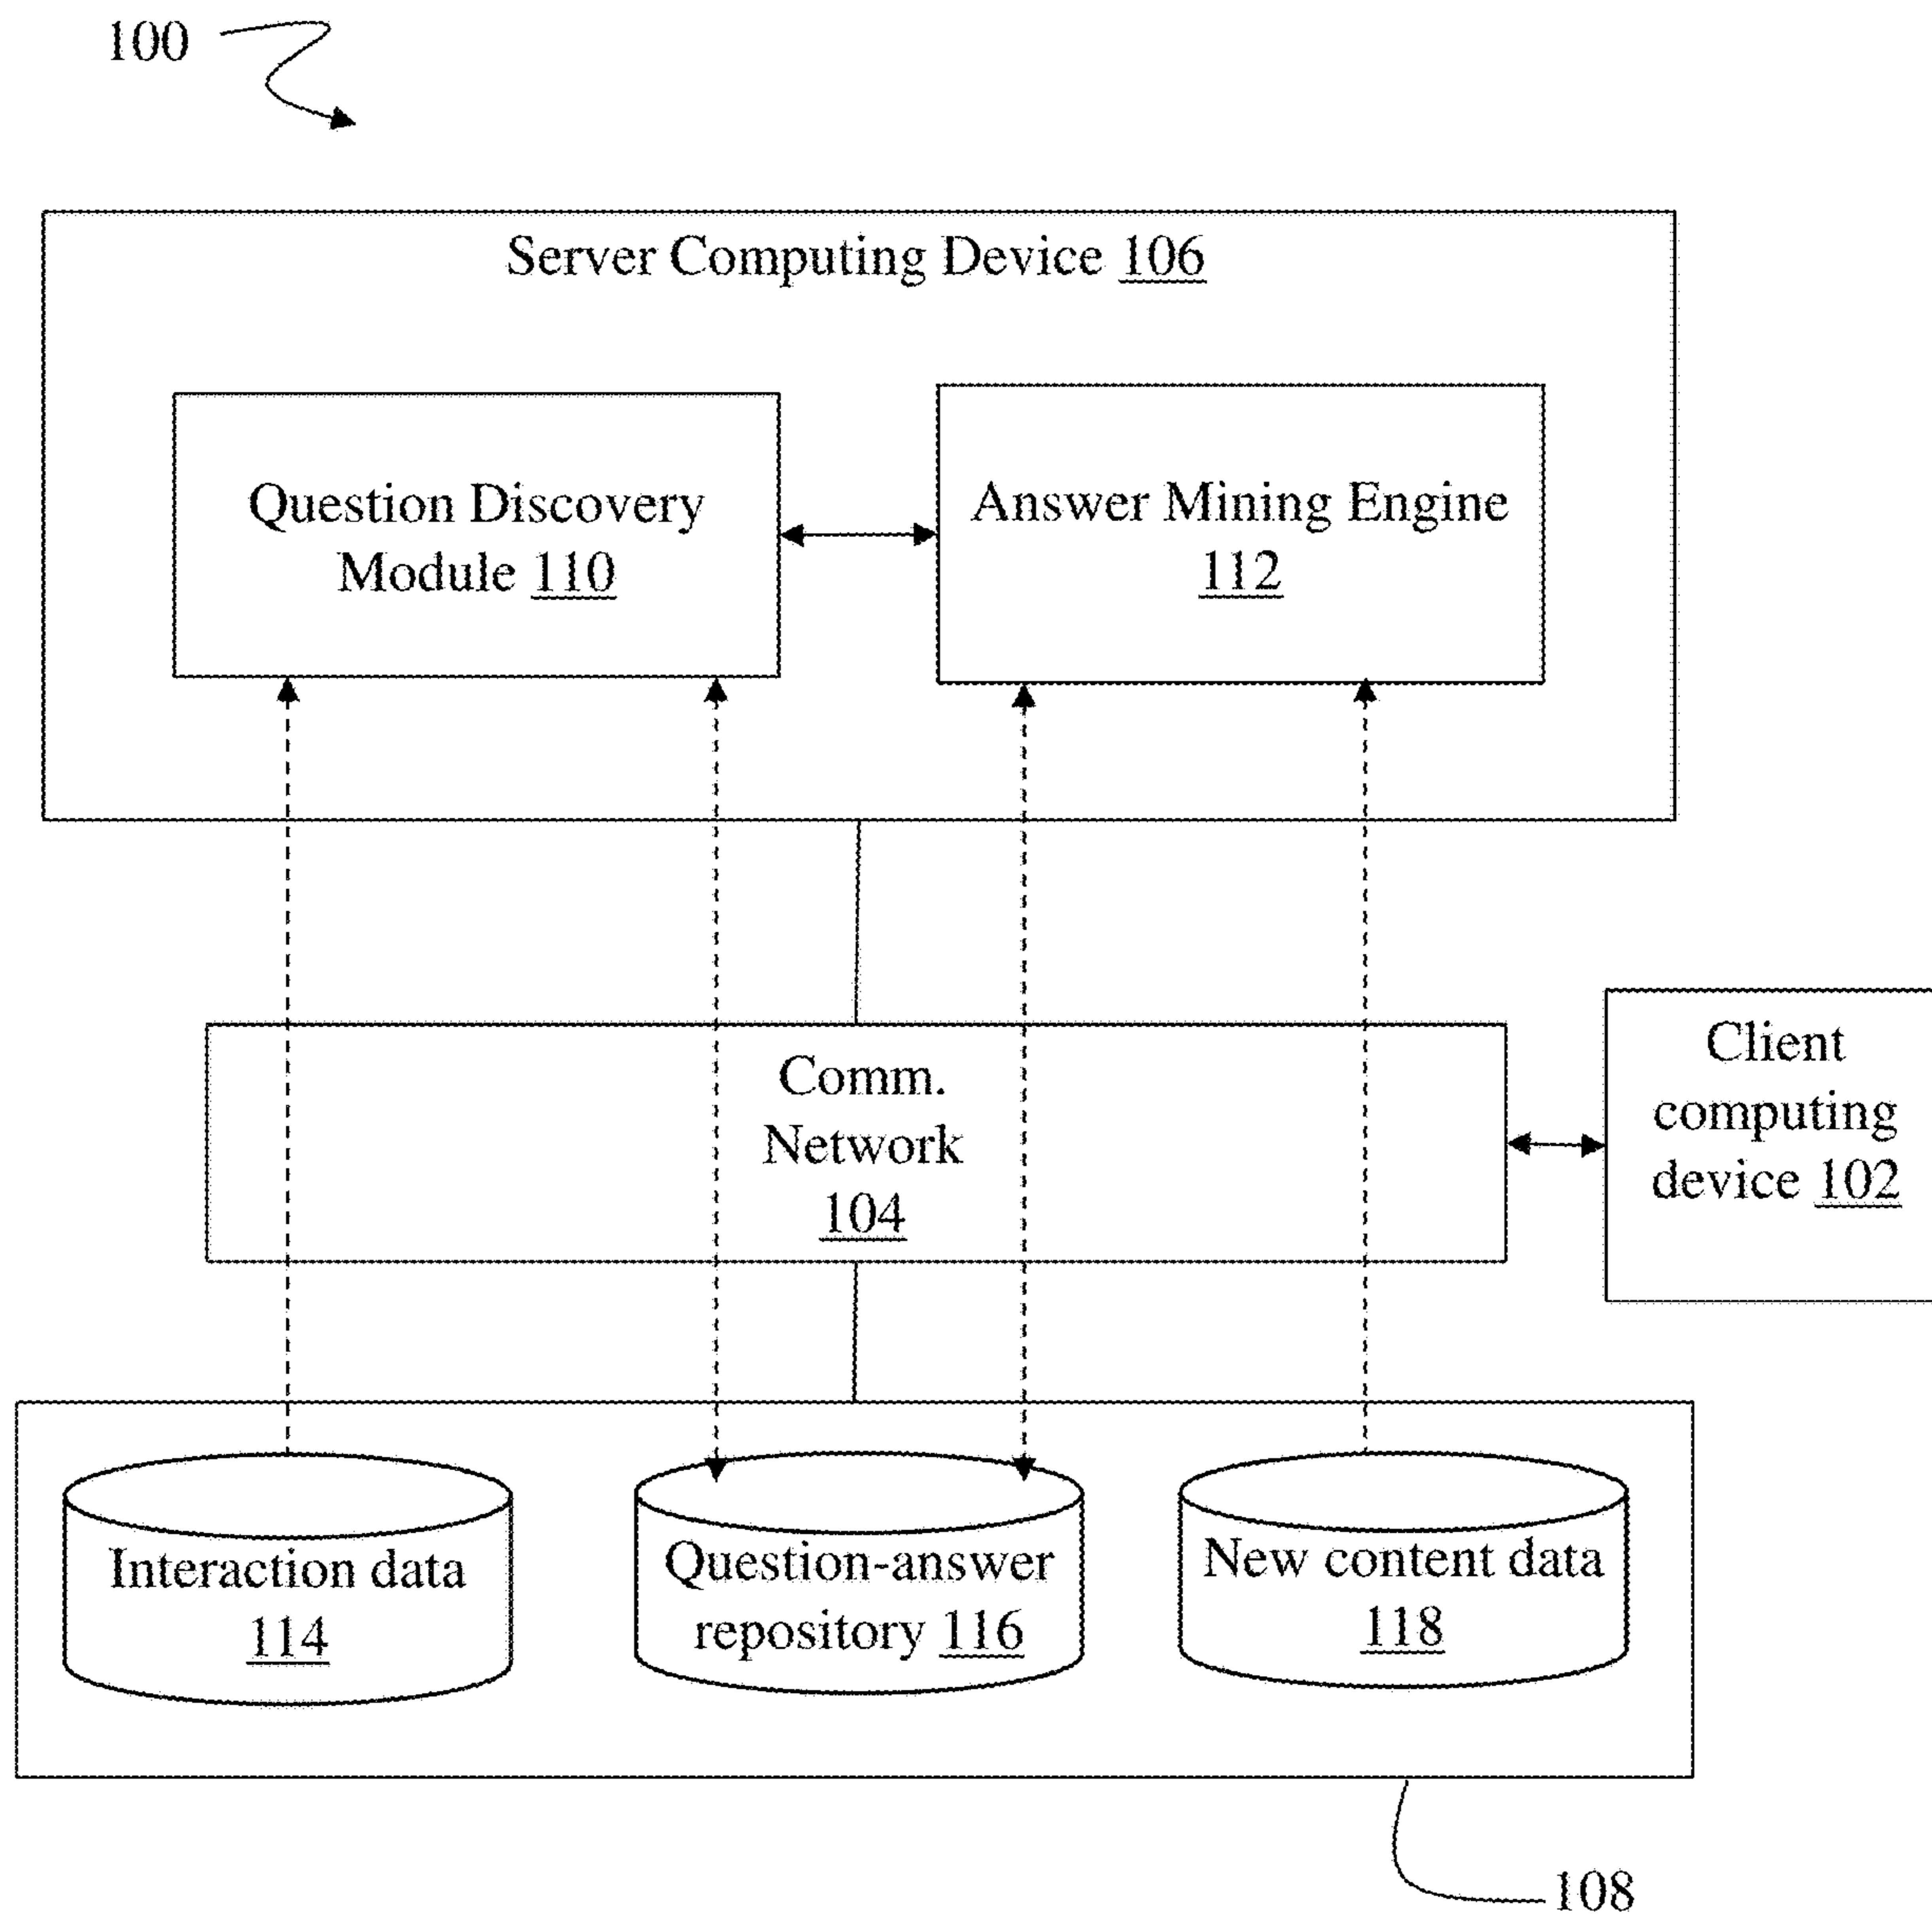 100
Server Computing Device 106
Question Discovery
Module 110
Answer Mining Engine
112
Comm.
Network
104
Client
computing
device 102
Interaction data
114
Question-answer
repository 116
New content data
118
108